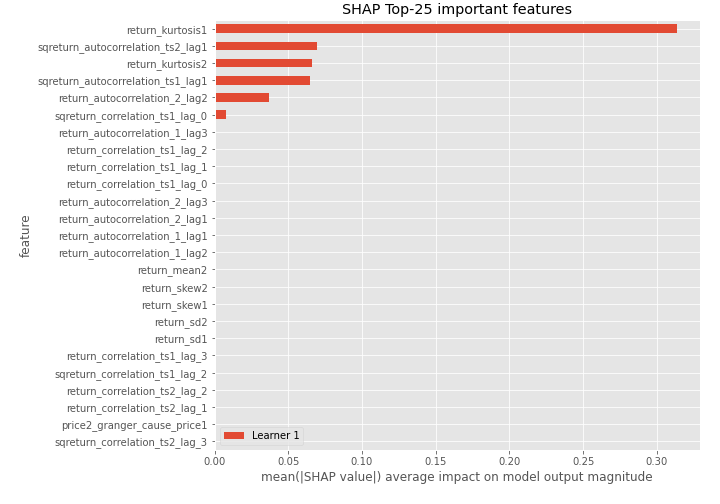 SHAP Top-25 important features
return_kurtosis1
sqreturn_autocorrelation_ts2_lag1
return_kurtosis2
sqreturn_autocorrelation_ts1_lag1
return_autocorrelation_2_lag2
sqreturn_correlation_ts1_lag_0
return_autocorrelation_1_lag3
return_correlation_ts1_lag_2
return_correlation_ts1_lag_1
return_correlation_ts1_lag_0
return_autocorrelation_2_lag3
return_autocorrelation_2_lag1
return_autocorrelation_1_lag1
return_autocorrelation_1_lag2
return_mean2
return_skew2
return_skew1
return_sd2
return_sd1
return_correlation_ts1_lag_3
sqreturn_correlation_ts1_lag_2
return_correlation_ts2_lag_2
return_correlation_ts2_lag_1
price2_granger_cause_price1
sqreturn_correlation_ts2_lag_3
feature
Learner 1
0.00 0.05 0.10 0.15 0.20 0.25 0.30
mean(|SHAP value|) average impact on model output magnitude